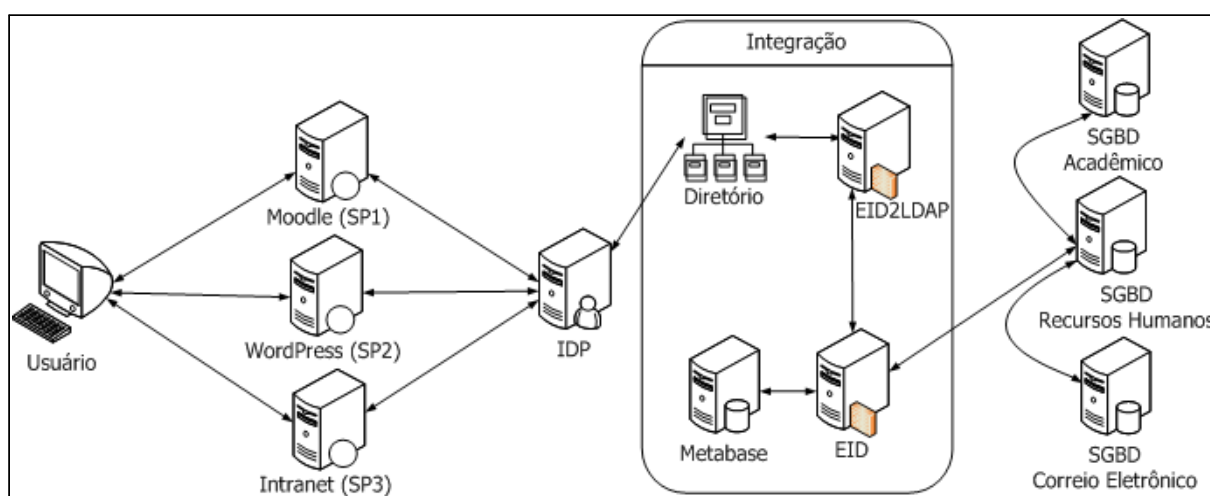 Integração
Moodle (SP1)
WordPress (SP2)
Intranet (SP3)
Usuário
IDP
Diretório
EID2LDAP
Metabase
EID
SGBD
Acadêmico
SGBD
Recursos Humanos
SGBD
Correio Eletrônico